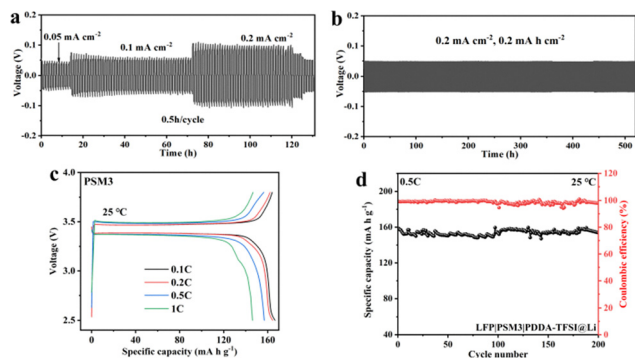 a
0.05 mA cm⁻²
0.1 mA cm⁻²
0.2 mA cm⁻²
0.5h/cycle
Voltage (V)
0.2
0.1
0.0
-0.1
-0.2
0 20 40 60 80 100 120
Time (h)
b
0.2 mA cm⁻², 0.2 mA h cm⁻²
Voltage (V)
0.2
0.1
0.0
-0.1
-0.2
0 100 200 300 400 500
Time (h)
c
PSM3
25 ℃
0.1C
0.2C
0.5C
1C
Voltage (V)
4.0
3.5
3.0
2.5
0 40 80 120 160
Specific capacity (mA h g⁻¹)
d
0.5C
25 ℃
LFP|PSM3|PDDA-TFSI@Li
Specific capacity (mA h g⁻¹)
200
160
120
80
40
0
Coulombic efficiency (%)
120
100
80
60
40
20
0
0 50 100 150 200
Cycle number